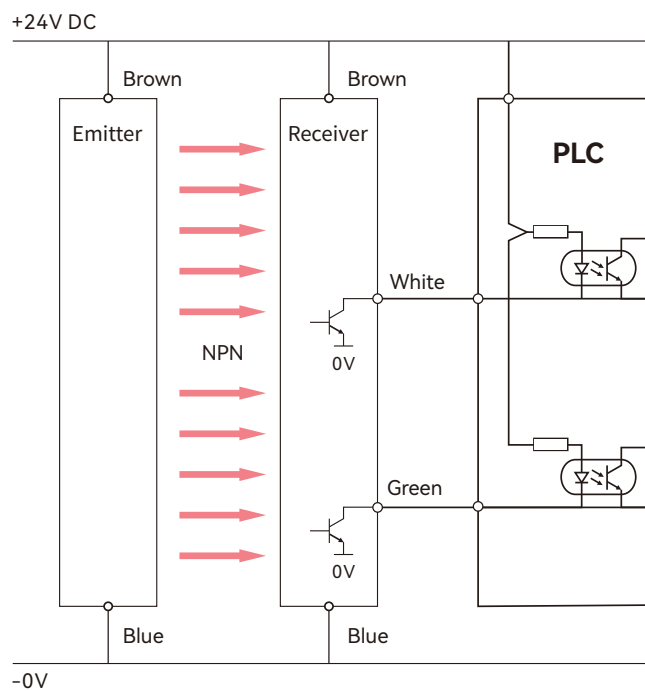 +24V DC
Brown
Brown
Emitter
Receiver
PLC
White
NPN
0V
Green
0V
Blue
Blue
-0V